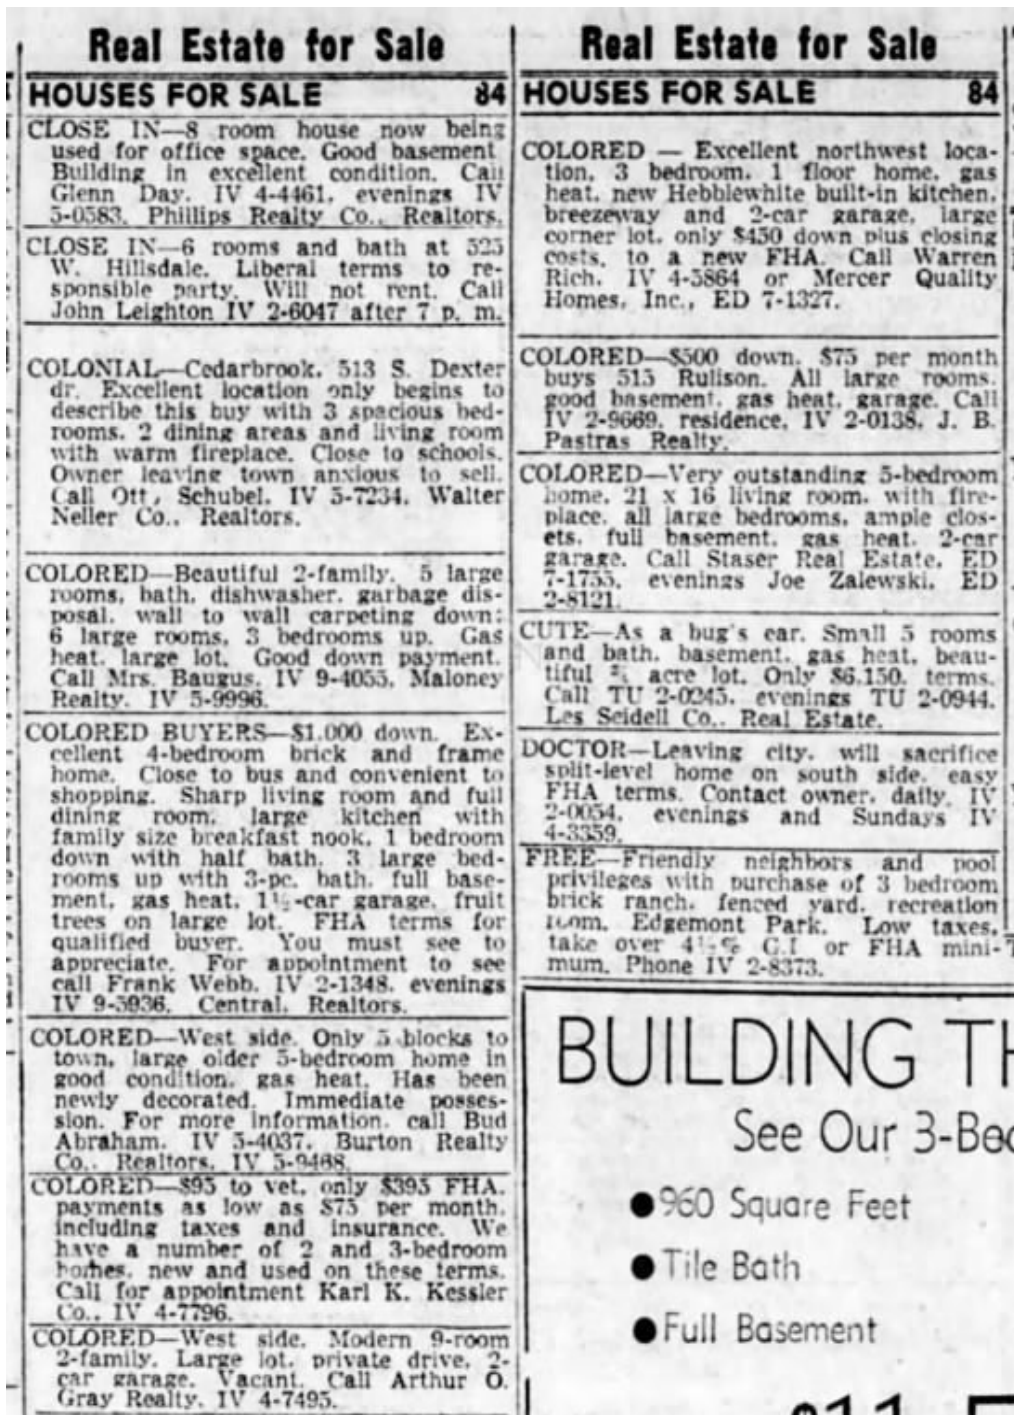 Real Estate for Sale
HOUSES FOR SALE 84
CLOSE IN—8 room house now being
used for office space. Good basement
Building in excellent condition. Call
Glenn Day. IV 4-4461, evenings IV
5-0583. Phillips Realty Co., Realtors.
CLOSE IN—6 rooms and bath at 525
W. Hillsdale. Liberal terms to re-
sponsible party. Will not rent. Call
John Leighton IV 2-6047 after 7 p. m.
COLONIAL—Cedarbrook. 513 S. Dexter
dr. Excellent location only begins to
describe this buy with 3 spacious bed-
rooms. 2 dining areas and living room
with warm fireplace. Close to schools.
Owner leaving town anxious to sell.
Call Ott, Schubel. IV 5-7234. Walter
Neller Co., Realtors.
COLORED—Beautiful 2-family. 5 large
rooms, bath, dishwasher, garbage dis-
posal, wall to wall carpeting down;
6 large rooms, 3 bedrooms up. Gas
heat, large lot. Good down payment.
Call Mrs. Baugus. IV 9-4055. Maloney
Realty. IV 5-9996.
COLORED BUYERS—$1,000 down. Ex-
cellent 4-bedroom brick and frame
home. Close to bus and convenient to
shopping. Sharp living room and full
dining room, large kitchen with
family size breakfast nook, 1 bedroom
down with half bath, 3 large bed-
rooms up with 3-pc. bath, full base-
ment, gas heat, 1½-car garage, fruit
trees on large lot. FHA terms for
qualified buyer. You must see to
appreciate. For appointment to see
call Frank Webb. IV 2-1348, evenings
IV 9-5936. Central, Realtors.
COLORED—West side. Only 5 blocks to
town, large older 5-bedroom home in
good condition, gas heat. Has been
newly decorated. Immediate posses-
sion. For more information, call Bud
Abraham. IV 5-4037. Burton Realty
Co., Realtors. IV 5-9468.
COLORED—$95 to vet, only $395 FHA,
payments as low as $75 per month,
including taxes and insurance. We
have a number of 2 and 3-bedroom
homes, new and used on these terms.
Call for appointment Karl K. Kessler
Co., IV 4-7796.
COLORED—West side. Modern 9-room
2-family. Large lot, private drive, 2-
car garage. Vacant. Call Arthur O.
Gray Realty. IV 4-7495.
Real Estate for Sale
HOUSES FOR SALE 84
COLORED — Excellent northwest loca-
tion, 3 bedroom, 1 floor home, gas
heat, new Hebblewhite built-in kitchen,
breezeway and 2-car garage, large
corner lot, only $450 down plus closing
costs, to a new FHA. Call Warren
Rich. IV 4-5864 or Mercer Quality
Homes, Inc., ED 7-1327.
COLORED—$500 down, $75 per month
buys 515 Rulison. All large rooms,
good basement, gas heat, garage. Call
IV 2-9669, residence, IV 2-0138. J. B.
Pastras Realty.
COLORED—Very outstanding 5-bedroom
home, 21 x 16 living room, with fire-
place, all large bedrooms, ample clos-
ets, full basement, gas heat, 2-car
garage. Call Staser Real Estate, ED
7-1755, evenings Joe Zalewski, ED
2-8121.
CUTE—As a bug's ear. Small 5 rooms
and bath, basement, gas heat, beau-
tiful ¾ acre lot. Only $6,150, terms.
Call TU 2-0245, evenings TU 2-0944.
Les Seidell Co., Real Estate.
DOCTOR—Leaving city, will sacrifice
split-level home on south side, easy
FHA terms. Contact owner, daily, IV
2-0054, evenings and Sundays IV
4-3359.
FREE—Friendly neighbors and pool
privileges with purchase of 3 bedroom
brick ranch, fenced yard, recreation
room. Edgemont Park. Low taxes,
take over 4½% G.I. or FHA mini-
mum. Phone IV 2-8373.
BUILDING TH
See Our 3-Bed
●960 Square Feet
●Tile Bath
●Full Basement